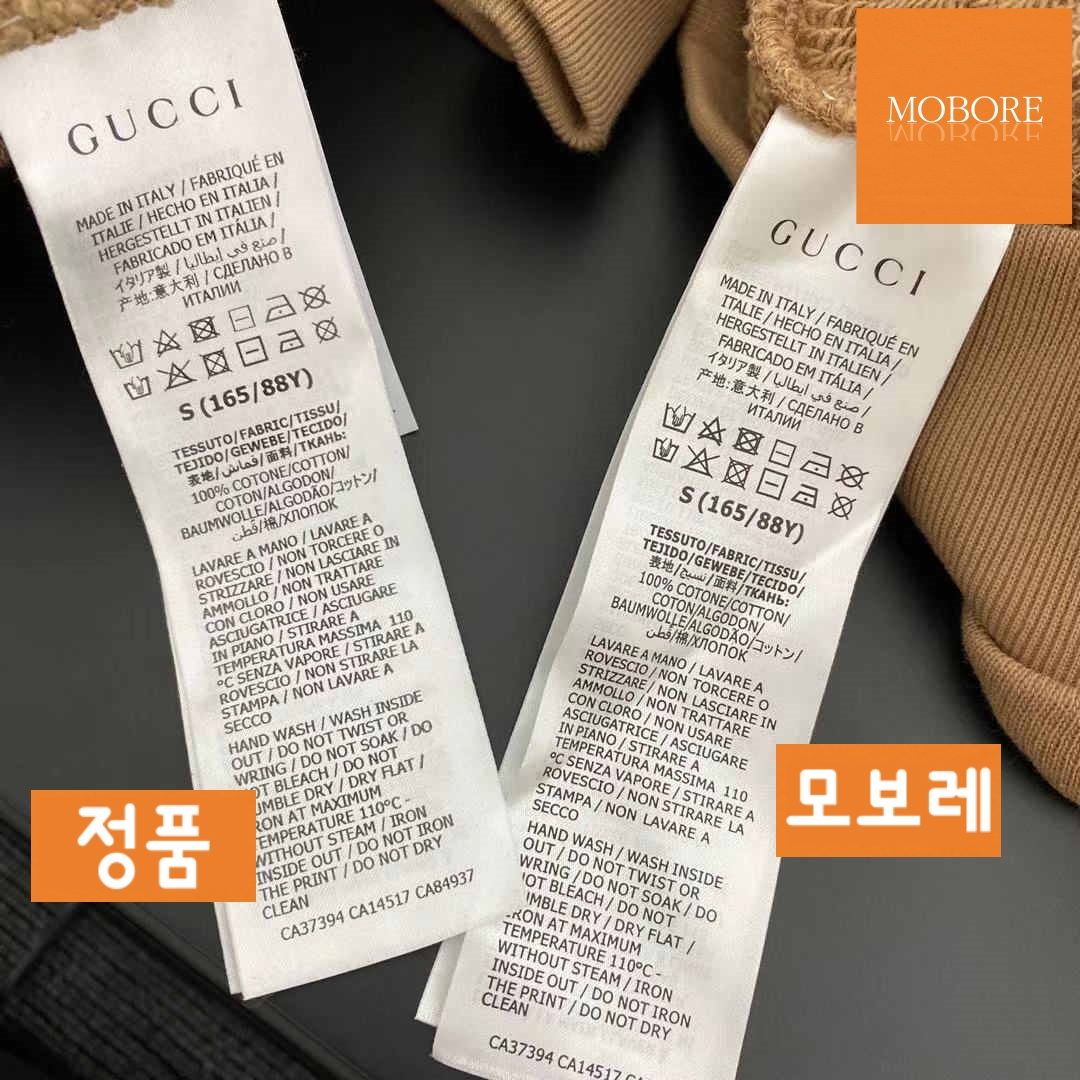 GUCCI
MADE IN ITALY / FABRIQUÉ EN
ITALIE / HECHO EN ITALIA /
HERGESTELLT IN ITALIEN /
FABRICADO EM ITÁLIA /
イタリア製 / صنع في إيطاليا /
产地:意大利 / СДЕЛАНО В
ИТАЛИИ
S (165/88Y)
TESSUTO/FABRIC/TISSU/
TEJIDO/GEWEBE/TECIDO/
表地/قماش/面料/ТКАНЬ:
100% COTONE/COTTON/
COTON/ALGODON/
BAUMWOLLE/ALGODÃO/コットン/
قطن/棉/ХЛОПОК
LAVARE A MANO / LAVARE A
ROVESCIO / NON TORCERE O
STRIZZARE / NON LASCIARE IN
AMMOLLO / NON TRATTARE
CON CLORO / NON USARE
ASCIUGATRICE / ASCIUGARE
IN PIANO / STIRARE A
TEMPERATURA MASSIMA 110
°C SENZA VAPORE / STIRARE A
ROVESCIO / NON STIRARE LA
STAMPA / NON LAVARE A
SECCO
HAND WASH / WASH INSIDE
OUT / DO NOT TWIST OR
WRING / DO NOT SOAK / DO
NOT BLEACH / DO NOT
UMBLE DRY / DRY FLAT /
RON AT MAXIMUM
TEMPERATURE 110°C -
WITHOUT STEAM / IRON
INSIDE OUT / DO NOT IRON
THE PRINT / DO NOT DRY
CLEAN
CA37394 CA14517 CA84937
정품
MOBORE
GUCCI
MADE IN ITALY / FABRIQUÉ EN
ITALIE / HECHO EN ITALIA /
HERGESTELLT IN ITALIEN /
FABRICADO EM ITÁLIA /
イタリア製 / صنع في إيطاليا /
产地:意大利 / СДЕЛАНО В
ИТАЛИИ
S (165/88Y)
TESSUTO/FABRIC/TISSU/
TEJIDO/GEWEBE/TECIDO/
表地/نسيج/面料/ТКАНЬ:
100% COTONE/COTTON/
COTON/ALGODON/
BAUMWOLLE/ALGODÃO/コットン/
قطن/棉/ХЛОПОК
LAVARE A MANO / LAVARE A
ROVESCIO / NON TORCERE O
STRIZZARE / NON LASCIARE IN
AMMOLLO / NON TRATTARE
CON CLORO / NON USARE
ASCIUGATRICE / ASCIUGARE
IN PIANO / STIRARE A
TEMPERATURA MASSIMA 110
°C SENZA VAPORE / STIRARE A
ROVESCIO / NON STIRARE LA
STAMPA / NON LAVARE A
SECCO
HAND WASH / WASH INSIDE
OUT / DO NOT TWIST OR
WRING / DO NOT SOAK / DO
NOT BLEACH / DO NOT
UMBLE DRY / DRY FLAT /
RON AT MAXIMUM
TEMPERATURE 110°C -
WITHOUT STEAM / IRON
INSIDE OUT / DO NOT IRON
THE PRINT / DO NOT DRY
CLEAN
CA37394 CA14517
모보레